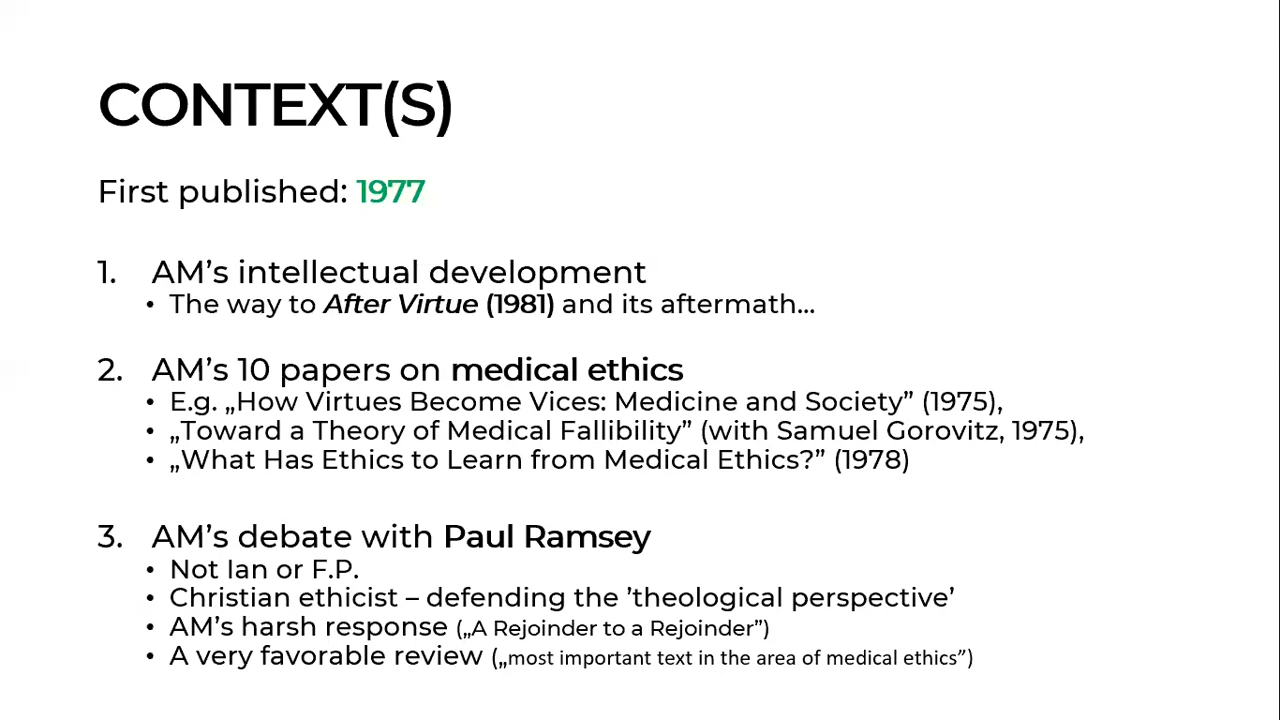 CONTEXT(S)
First published: 1977
1. AM’s intellectual development
• The way to After Virtue (1981) and its aftermath...
2. AM’s 10 papers on medical ethics
• E.g. „How Virtues Become Vices: Medicine and Society” (1975),
• „Toward a Theory of Medical Fallibility” (with Samuel Gorovitz, 1975),
• „What Has Ethics to Learn from Medical Ethics?” (1978)
3. AM’s debate with Paul Ramsey
• Not Ian or F.P.
• Christian ethicist – defending the ’theological perspective’
• AM’s harsh response („A Rejoinder to a Rejoinder”)
• A very favorable review („most important text in the area of medical ethics”)